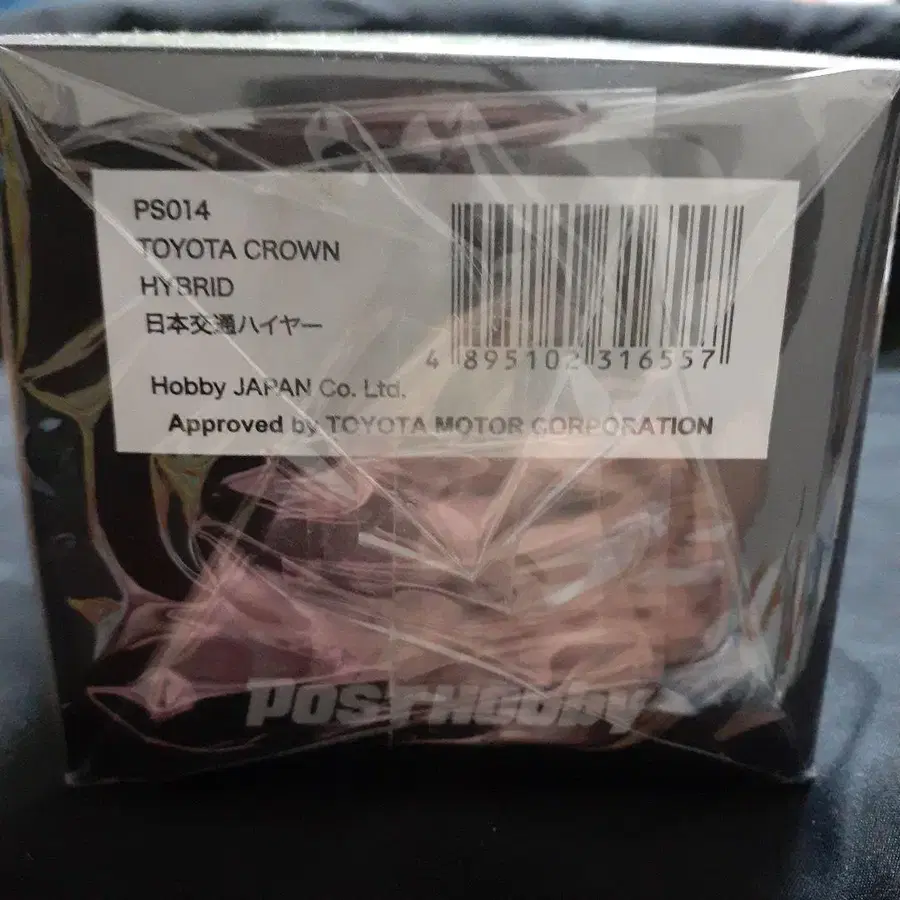 PS014
TOYOTA CROWN
HYBRID
日本交通ハイヤー
4 895102 316557
Hobby JAPAN Co. Ltd.
Approved by TOYOTA MOTOR CORPORATION
POSTHobby